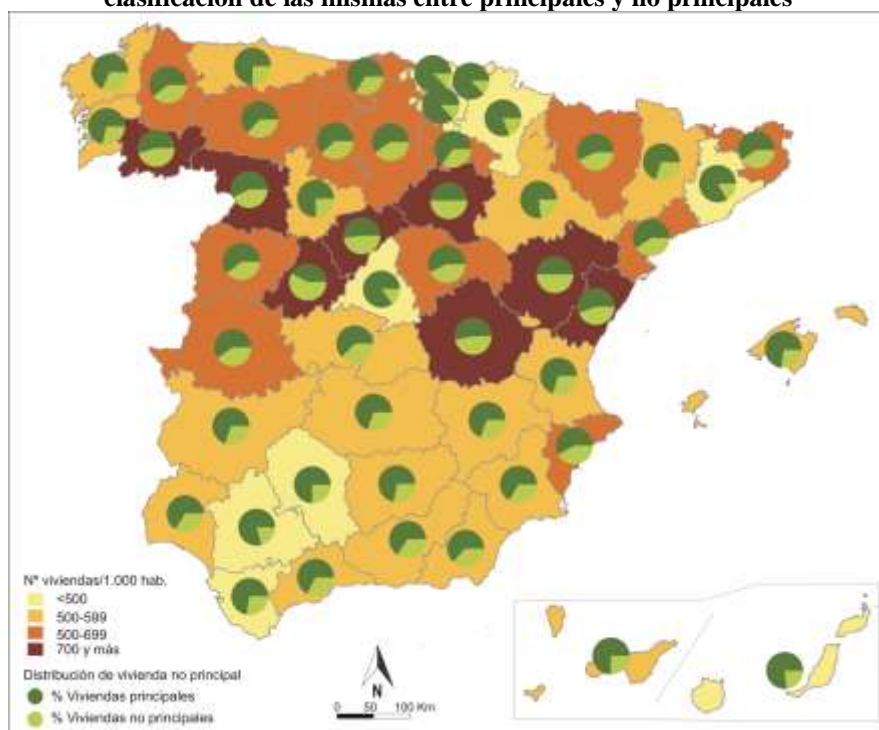 clasificación de las mismas entre principales y no principales
Nº viviendas/1.000 hab.
<500
500-599
500-699
700 y más
Distribución de vivienda no principal
% Viviendas principales
% Viviendas no principales
N
0 50 100 Km